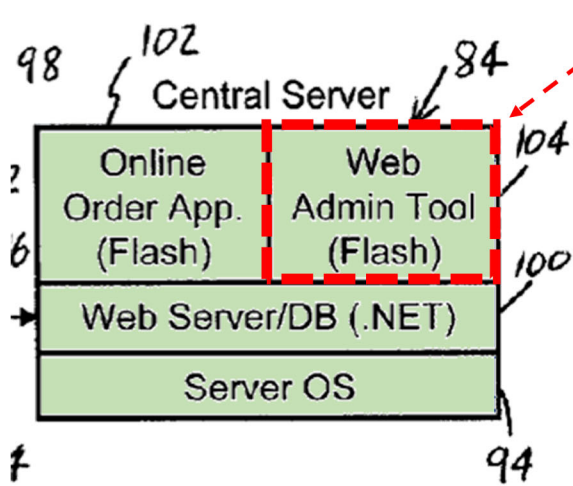 102
98
84
Central Server
104
Online
Order App.
(Flash)
Web
Admin Tool
(Flash)
100
Web Server/DB (.NET)
Server OS
94